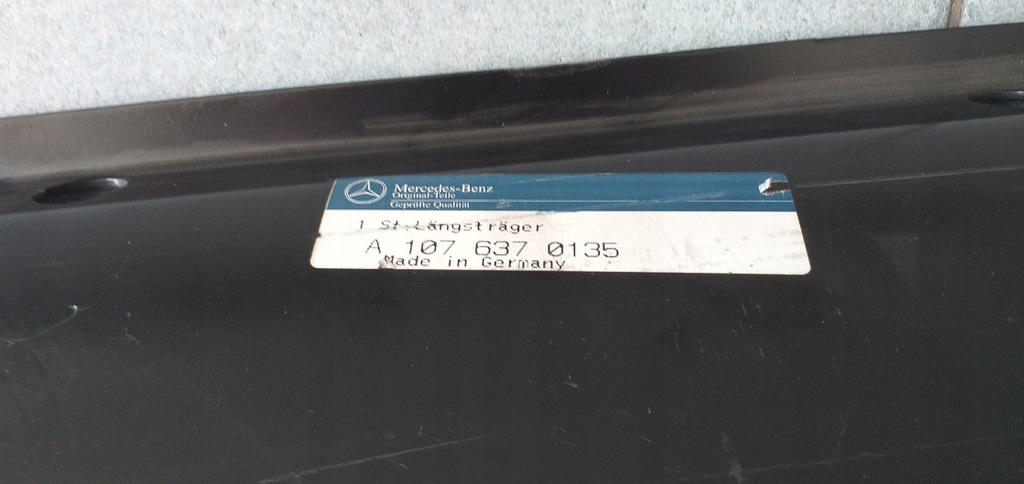 Mercedes-Benz
Original-Teile
Geprüfte Qualität
1 St.Längsträger
A 107 637 0135
Made in Germany